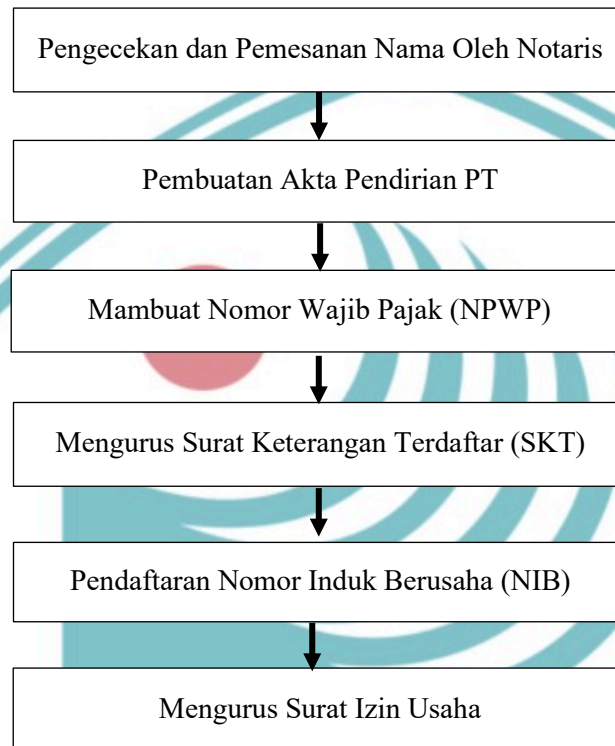 Pengecekan dan Pemesanan Nama Oleh Notaris
Pembuatan Akta Pendirian PT
Mambuat Nomor Wajib Pajak (NPWP)
Mengurus Surat Keterangan Terdaftar (SKT)
Pendaftaran Nomor Induk Berusaha (NIB)
Mengurus Surat Izin Usaha